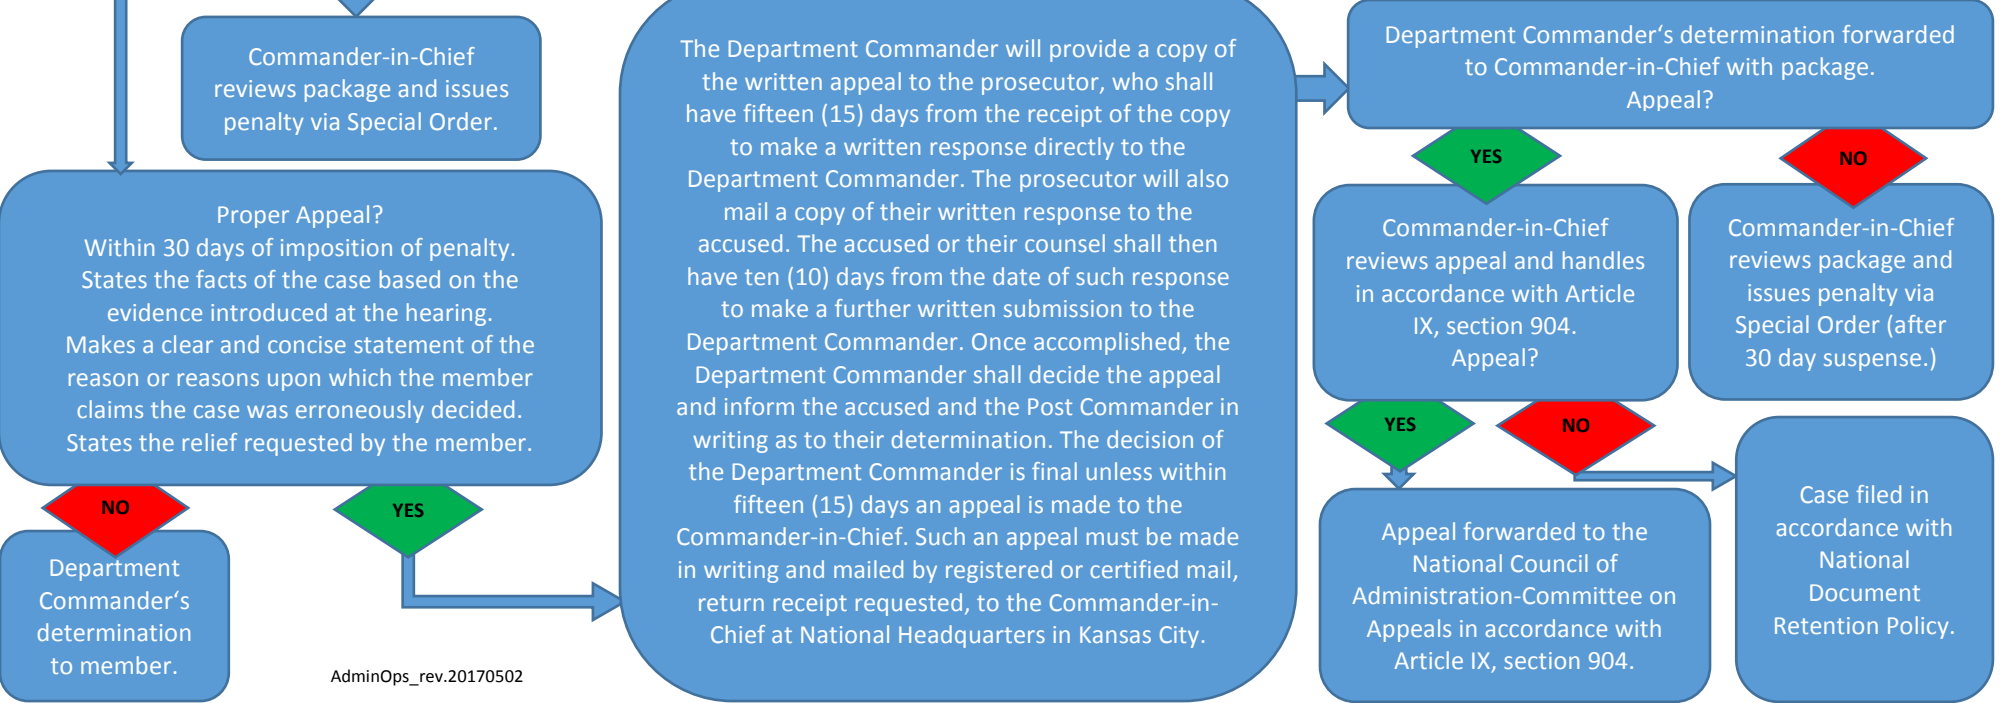 Commander-in-Chief
reviews package and issues
penalty via Special Order.
Proper Appeal?
Within 30 days of imposition of penalty.
States the facts of the case based on the
evidence introduced at the hearing.
Makes a clear and concise statement of the
reason or reasons upon which the member
claims the case was erroneously decided.
States the relief requested by the member.
NO
YES
Department
Commander‘s
determination
to member.
AdminOps_rev.20170502
The Department Commander will provide a copy of
the written appeal to the prosecutor, who shall
have fifteen (15) days from the receipt of the copy
to make a written response directly to the
Department Commander. The prosecutor will also
mail a copy of their written response to the
accused. The accused or their counsel shall then
have ten (10) days from the date of such response
to make a further written submission to the
Department Commander. Once accomplished, the
Department Commander shall decide the appeal
and inform the accused and the Post Commander in
writing as to their determination. The decision of
the Department Commander is final unless within
fifteen (15) days an appeal is made to the
Commander-in-Chief. Such an appeal must be made
in writing and mailed by registered or certified mail,
return receipt requested, to the Commander-in-
Chief at National Headquarters in Kansas City.
Department Commander‘s determination forwarded
to Commander-in-Chief with package.
Appeal?
YES
NO
Commander-in-Chief
reviews appeal and handles
in accordance with Article
IX, section 904.
Appeal?
Commander-in-Chief
reviews package and
issues penalty via
Special Order (after
30 day suspense.)
YES
NO
Appeal forwarded to the
National Council of
Administration-Committee on
Appeals in accordance with
Article IX, section 904.
Case filed in
accordance with
National
Document
Retention Policy.